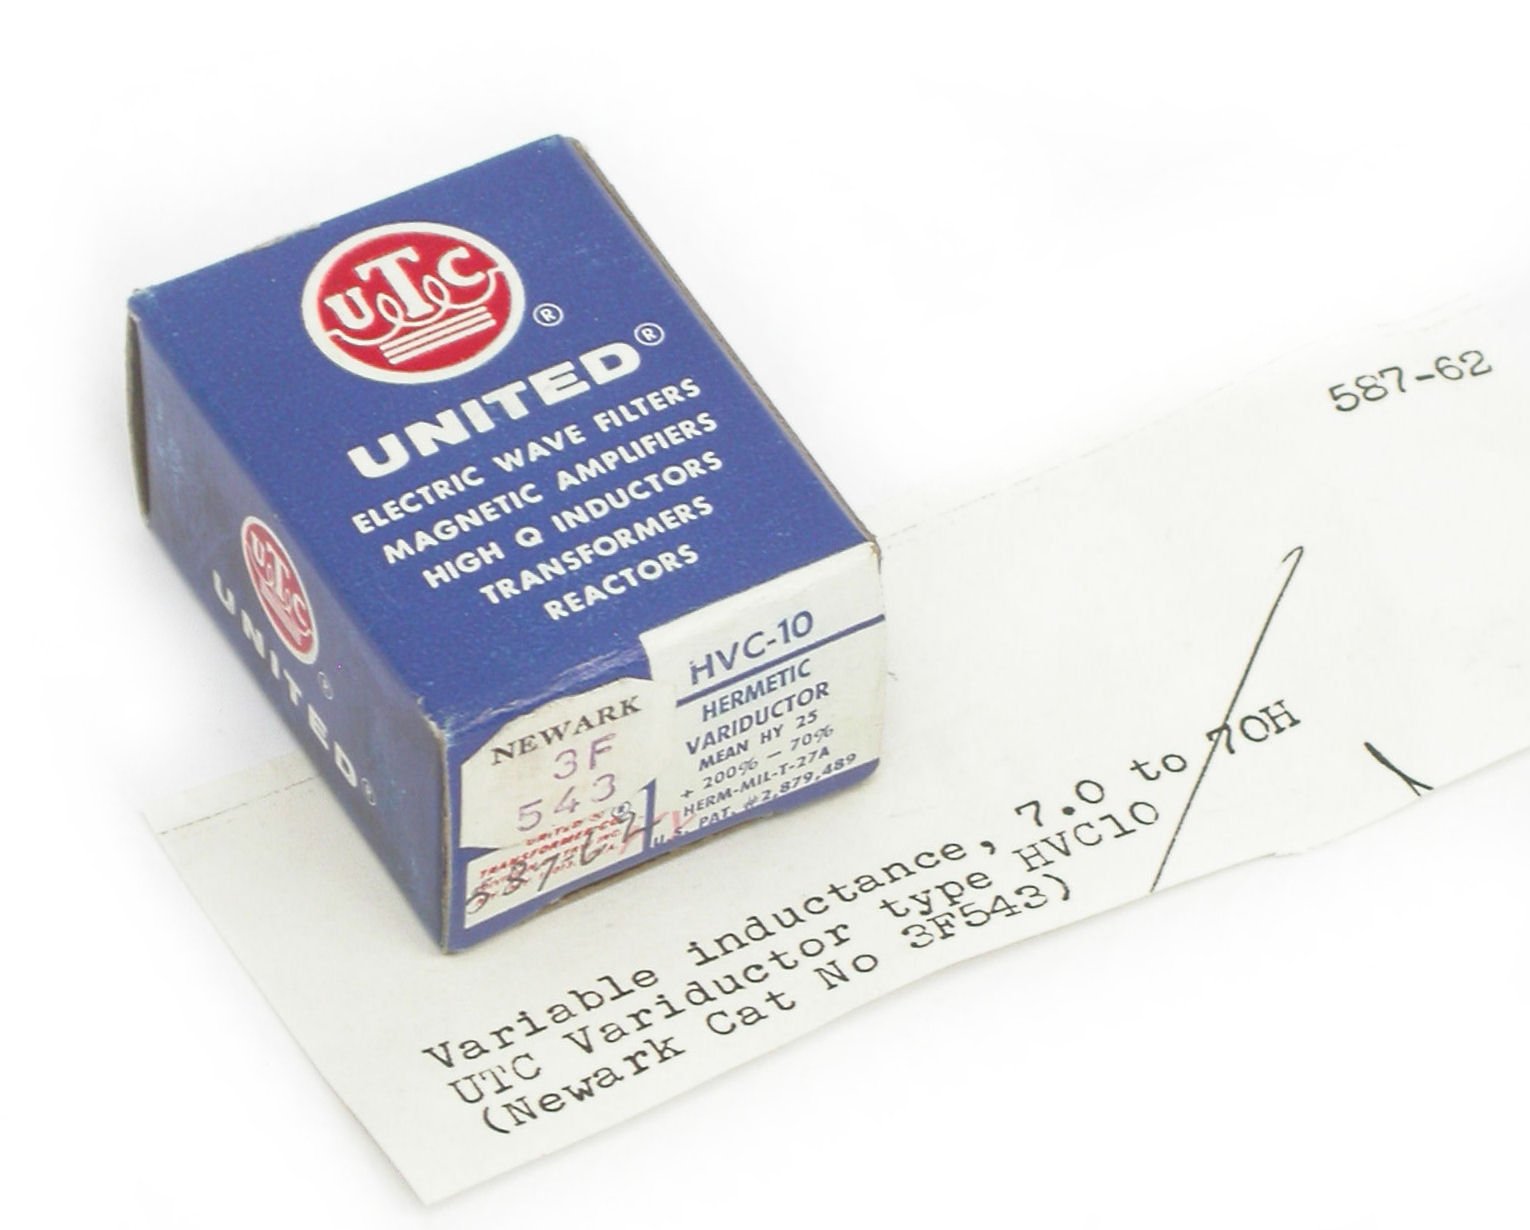 UTC ®
UNITED®
ELECTRIC WAVE FILTERS
MAGNETIC AMPLIFIERS
HIGH Q INDUCTORS
TRANSFORMERS
REACTORS
UTC
UNITED®
NEWARK
3F
543
587-62
HVC-10
HERMETIC
VARIDUCTOR
MEAN HY 25
+ 200% – 70%
HERM-MIL-T-27A
U.S. PAT. #2,879,489
587-62
Variable inductance, 7.0 to 70H
UTC Variductor type HVC10
(Newark Cat No 3F543)